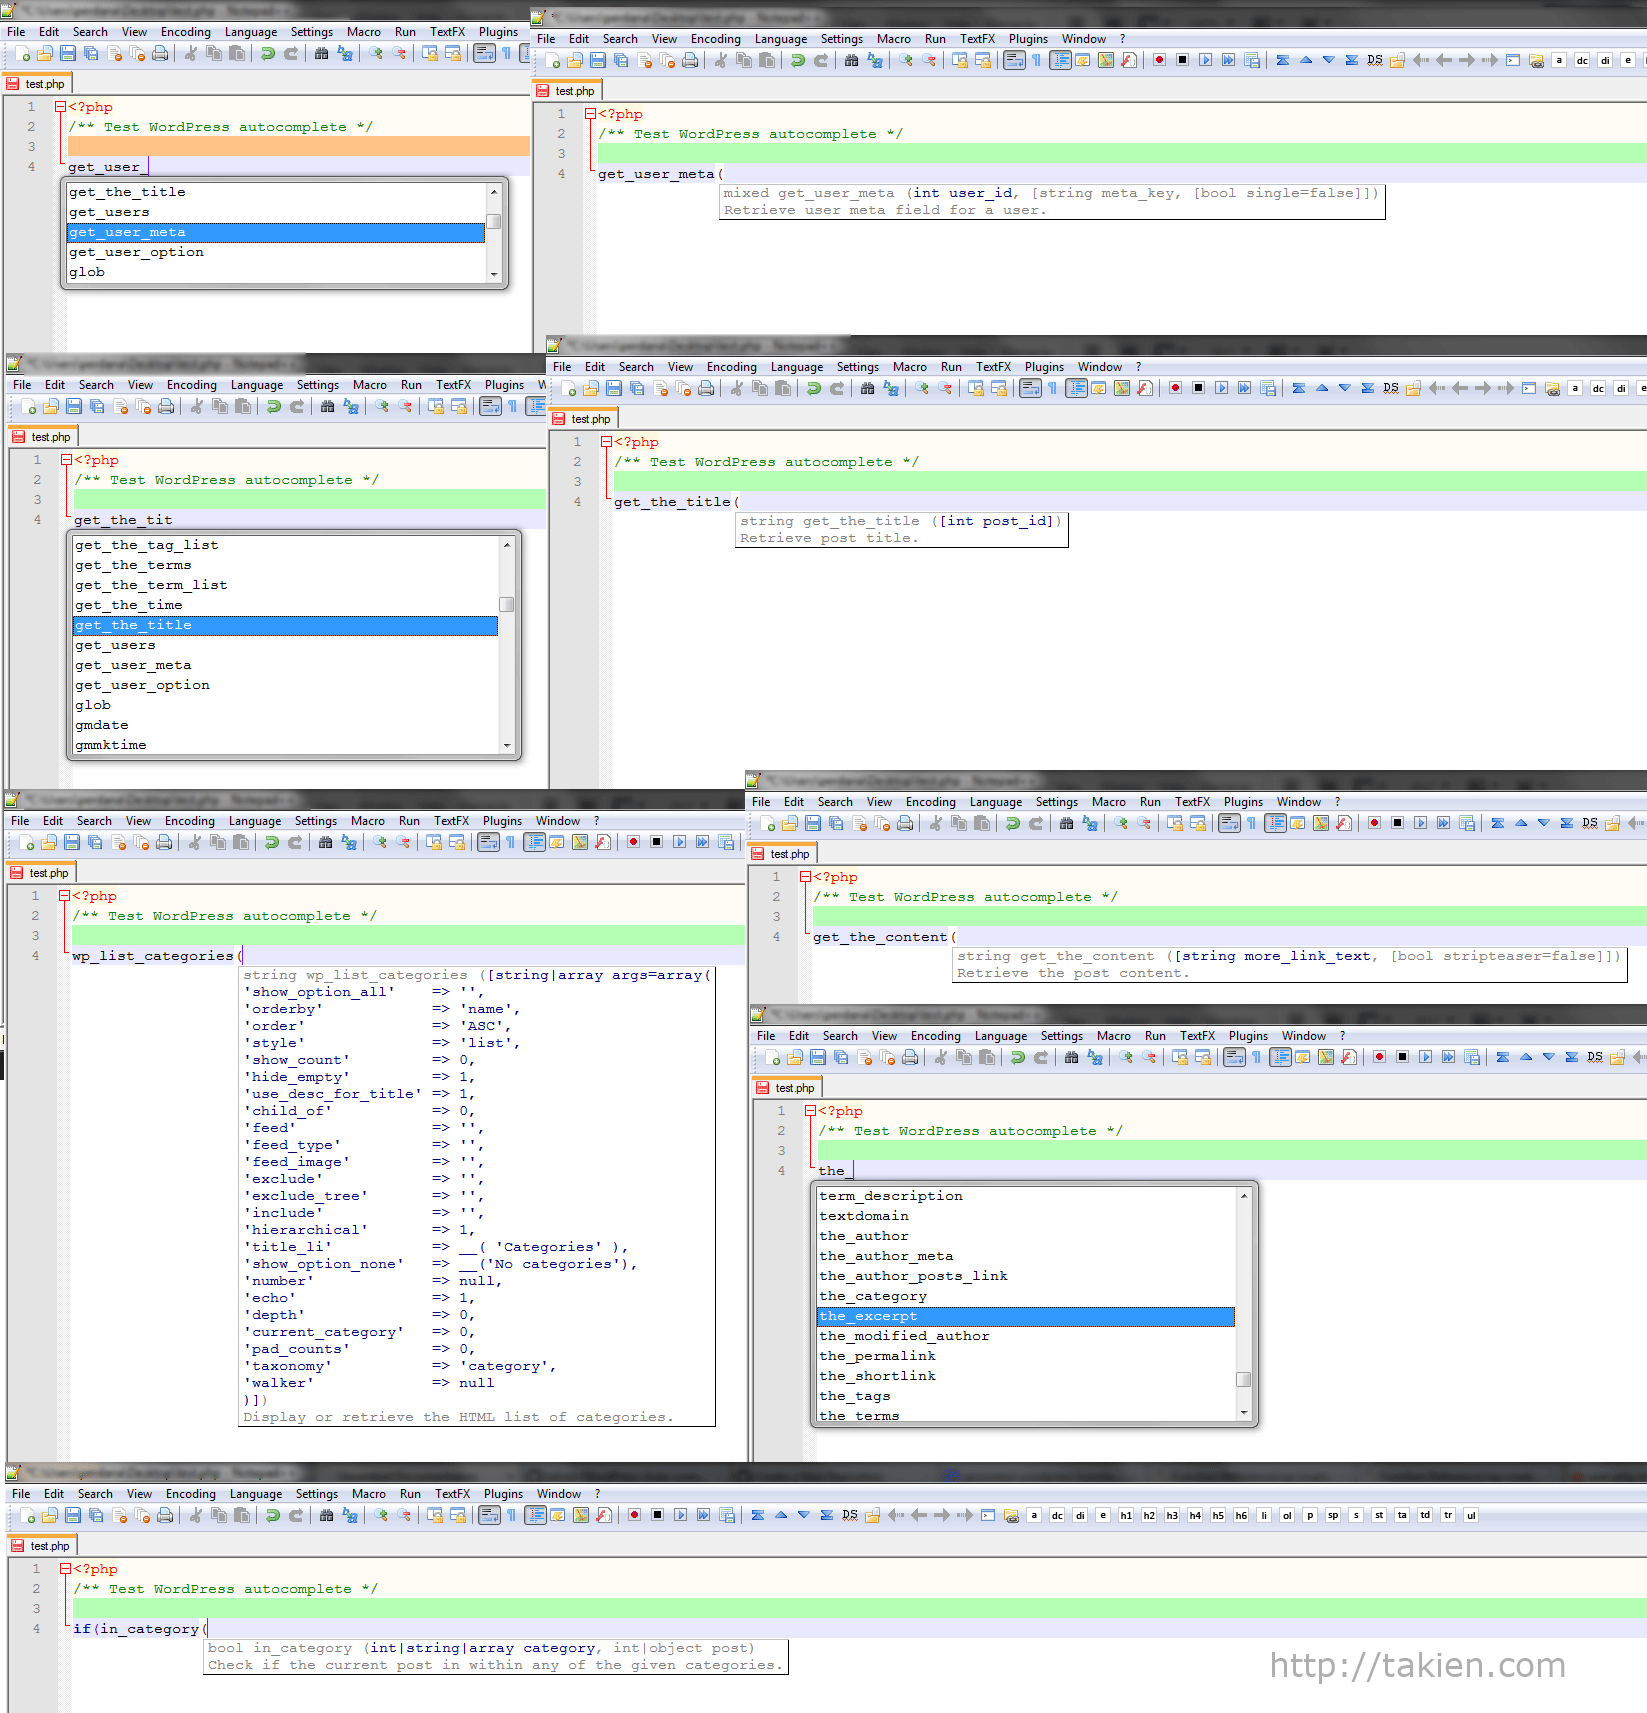 File Edit Search View Encoding Language Settings Macro Run TextFX Plugins
test.php
1 <?php
2 /** Test WordPress autocomplete */
3
4 get_user_
get_the_title
get_users
get_user_meta
get_user_option
glob
File Edit Search View Encoding Language Settings Macro Run TextFX Plugins Window ?
DS a dc di e
test.php
1 <?php
2 /** Test WordPress autocomplete */
3
4 get_user_meta(
mixed get_user_meta (int user_id, [string meta_key, [bool single=false]])
Retrieve user meta field for a user.
File Edit Search View Encoding Language Settings Macro Run TextFX Plugins
test.php
1 <?php
2 /** Test WordPress autocomplete */
3
4 get_the_tit
get_the_tag_list
get_the_terms
get_the_term_list
get_the_time
get_the_title
get_users
get_user_meta
get_user_option
glob
gmdate
gmmktime
File Edit Search View Encoding Language Settings Macro Run TextFX Plugins Window ?
DS a dc di e
test.php
1 <?php
2 /** Test WordPress autocomplete */
3
4 get_the_title(
string get_the_title ([int post_id])
Retrieve post title.
File Edit Search View Encoding Language Settings Macro Run TextFX Plugins Window ?
test.php
1 <?php
2 /** Test WordPress autocomplete */
3
4 wp_list_categories(
string wp_list_categories ([string|array args=array(
'show_option_all' => '',
'orderby' => 'name',
'order' => 'ASC',
'style' => 'list',
'show_count' => 0,
'hide_empty' => 1,
'use_desc_for_title' => 1,
'child_of' => 0,
'feed' => '',
'feed_type' => '',
'feed_image' => '',
'exclude' => '',
'exclude_tree' => '',
'include' => '',
'hierarchical' => 1,
'title_li' => __( 'Categories' ),
'show_option_none' => __('No categories'),
'number' => null,
'echo' => 1,
'depth' => 0,
'current_category' => 0,
'pad_counts' => 0,
'taxonomy' => 'category',
'walker' => null
)])
Display or retrieve the HTML list of categories.
File Edit Search View Encoding Language Settings Macro Run TextFX Plugins Window ?
DS
test.php
1 <?php
2 /** Test WordPress autocomplete */
3
4 get_the_content(
string get_the_content ([string more_link_text, [bool stripteaser=false]])
Retrieve the post content.
File Edit Search View Encoding Language Settings Macro Run TextFX Plugins Window ?
DS
test.php
1 <?php
2 /** Test WordPress autocomplete */
3
4 the_
term_description
textdomain
the_author
the_author_meta
the_author_posts_link
the_category
the_excerpt
the_modified_author
the_permalink
the_shortlink
the_tags
the_terms
File Edit Search View Encoding Language Settings Macro Run TextFX Plugins Window ?
DS a dc di e h1 h2 h3 h4 h5 h6 li ol p sp s st ta td tr ul
test.php
1 <?php
2 /** Test WordPress autocomplete */
3
4 if(in_category(
bool in_category (int|string|array category, int|object post)
Check if the current post in within any of the given categories.
http://takien.com